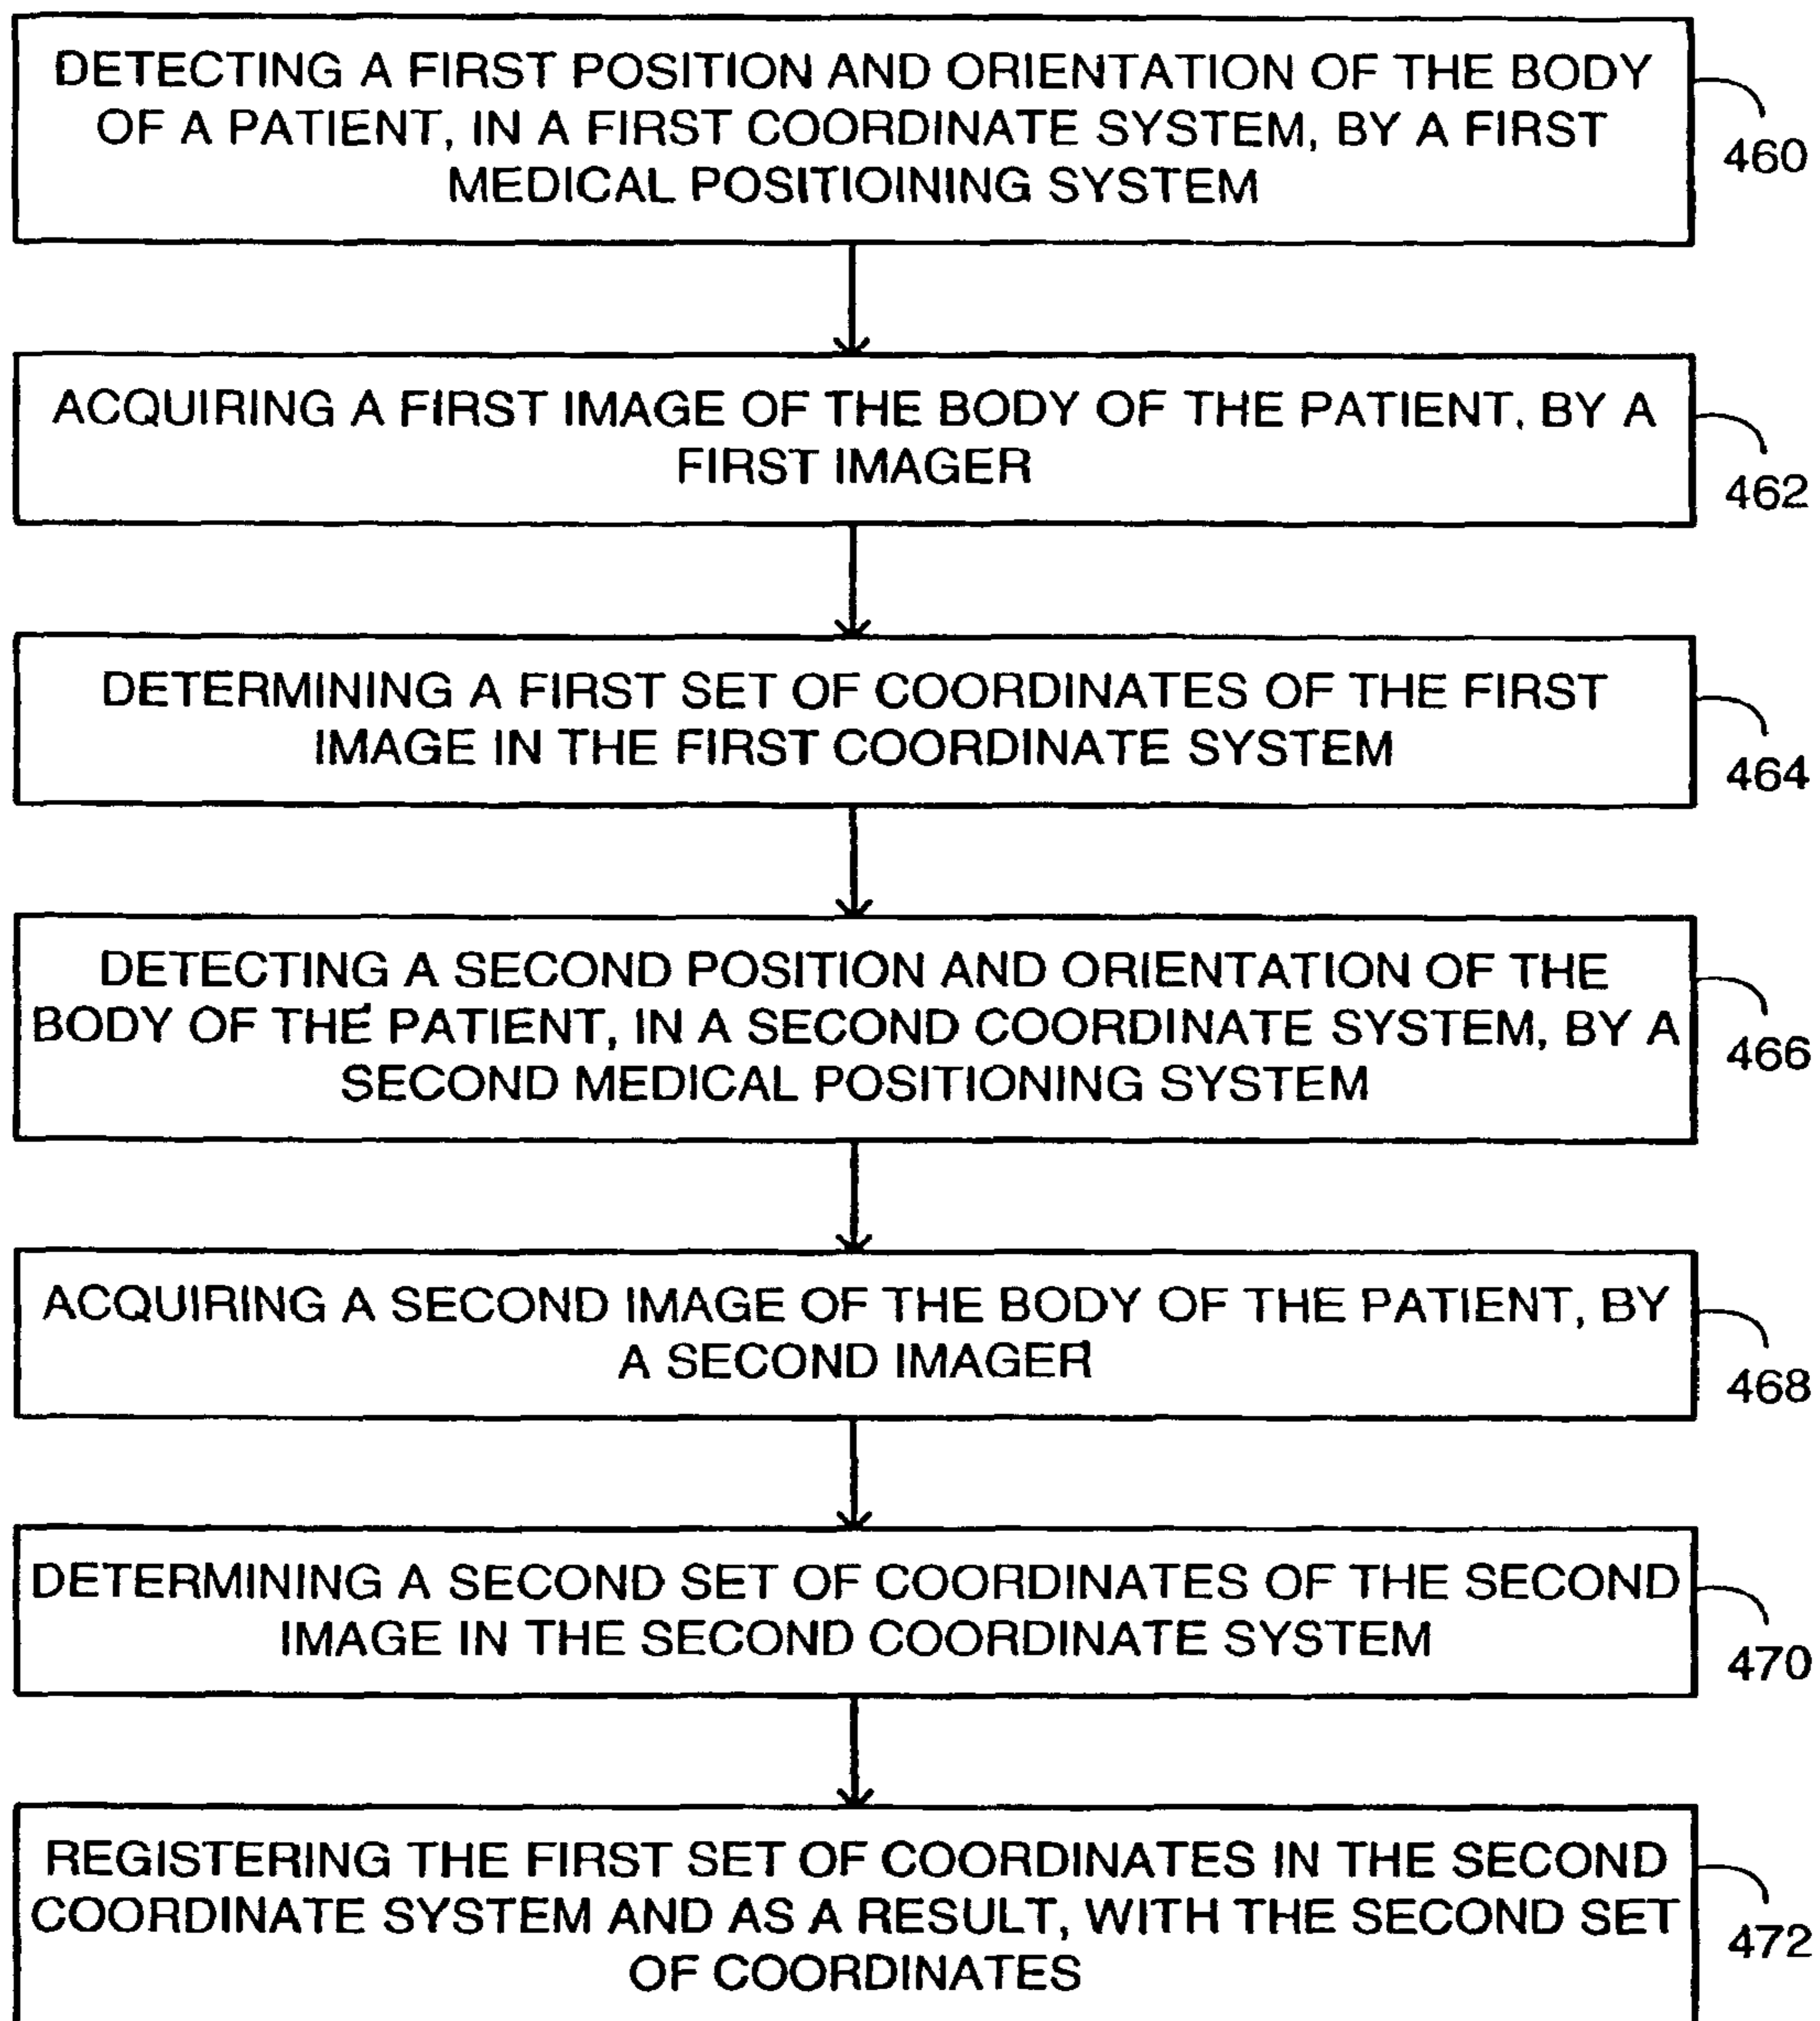 DETECTING A FIRST POSITION AND ORIENTATION OF THE BODY
OF A PATIENT, IN A FIRST COORDINATE SYSTEM, BY A FIRST
MEDICAL POSITIOINING SYSTEM
460
ACQUIRING A FIRST IMAGE OF THE BODY OF THE PATIENT, BY A
FIRST IMAGER
462
DETERMINING A FIRST SET OF COORDINATES OF THE FIRST
IMAGE IN THE FIRST COORDINATE SYSTEM
464
DETECTING A SECOND POSITION AND ORIENTATION OF THE
BODY OF THE PATIENT, IN A SECOND COORDINATE SYSTEM, BY A
SECOND MEDICAL POSITIONING SYSTEM
466
ACQUIRING A SECOND IMAGE OF THE BODY OF THE PATIENT, BY
A SECOND IMAGER
468
DETERMINING A SECOND SET OF COORDINATES OF THE SECOND
IMAGE IN THE SECOND COORDINATE SYSTEM
470
REGISTERING THE FIRST SET OF COORDINATES IN THE SECOND
COORDINATE SYSTEM AND AS A RESULT, WITH THE SECOND SET
OF COORDINATES
472